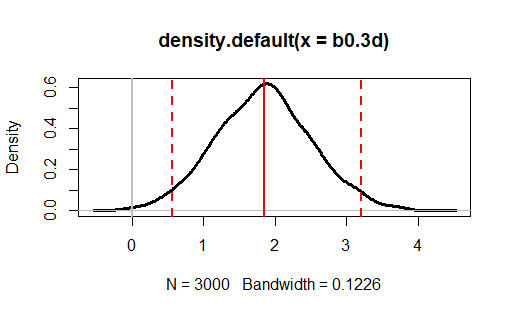 density.default(x = b0.3d)
Density
0.0 0.2 0.4 0.6
0 1 2 3 4
N = 3000 Bandwidth = 0.1226